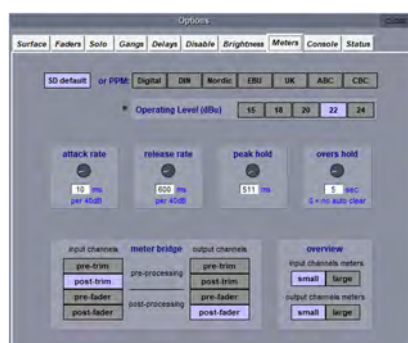 Options
CLOSE
Surface Faders Solo Gangs Delays Disable Brightness Meters Console Status
SD default or PPM: Digital DIN Nordic EBU UK ABC CBC
* Operating Level (dBu) 15 18 20 22 24
attack rate release rate peak hold overs hold
10 ms 600 ms 511 ms 5 sec
per 40dB per 40dB 0 = no auto clear
input channels meter bridge output channels overview
pre-trim pre-trim input channels meters
post-trim pre-processing post-trim small large
pre-fader post-processing pre-fader output channels meters
post-fader post-fader small large